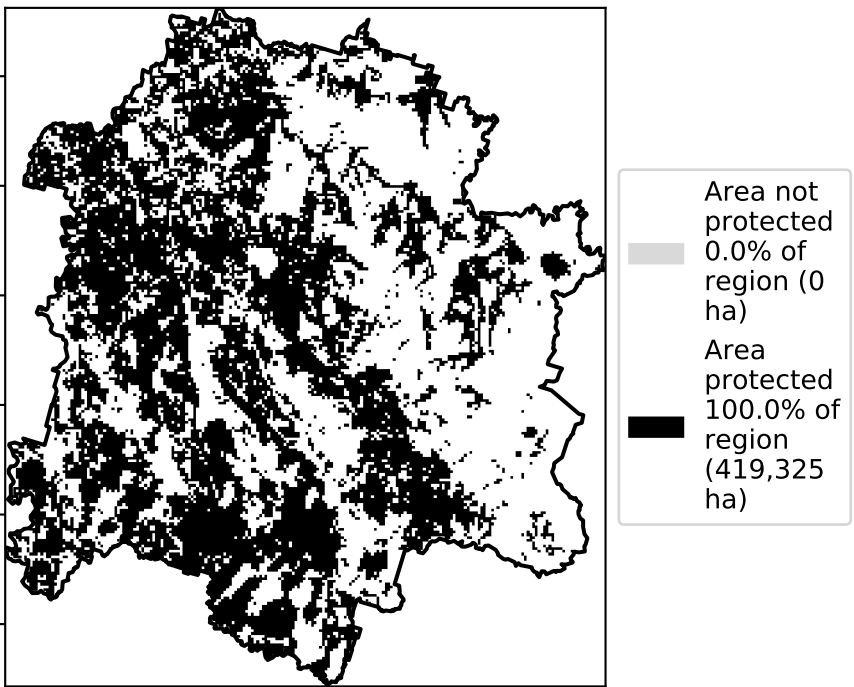 Area not
protected
0.0% of
region (0
ha)
Area
protected
100.0% of
region
(419,325
ha)